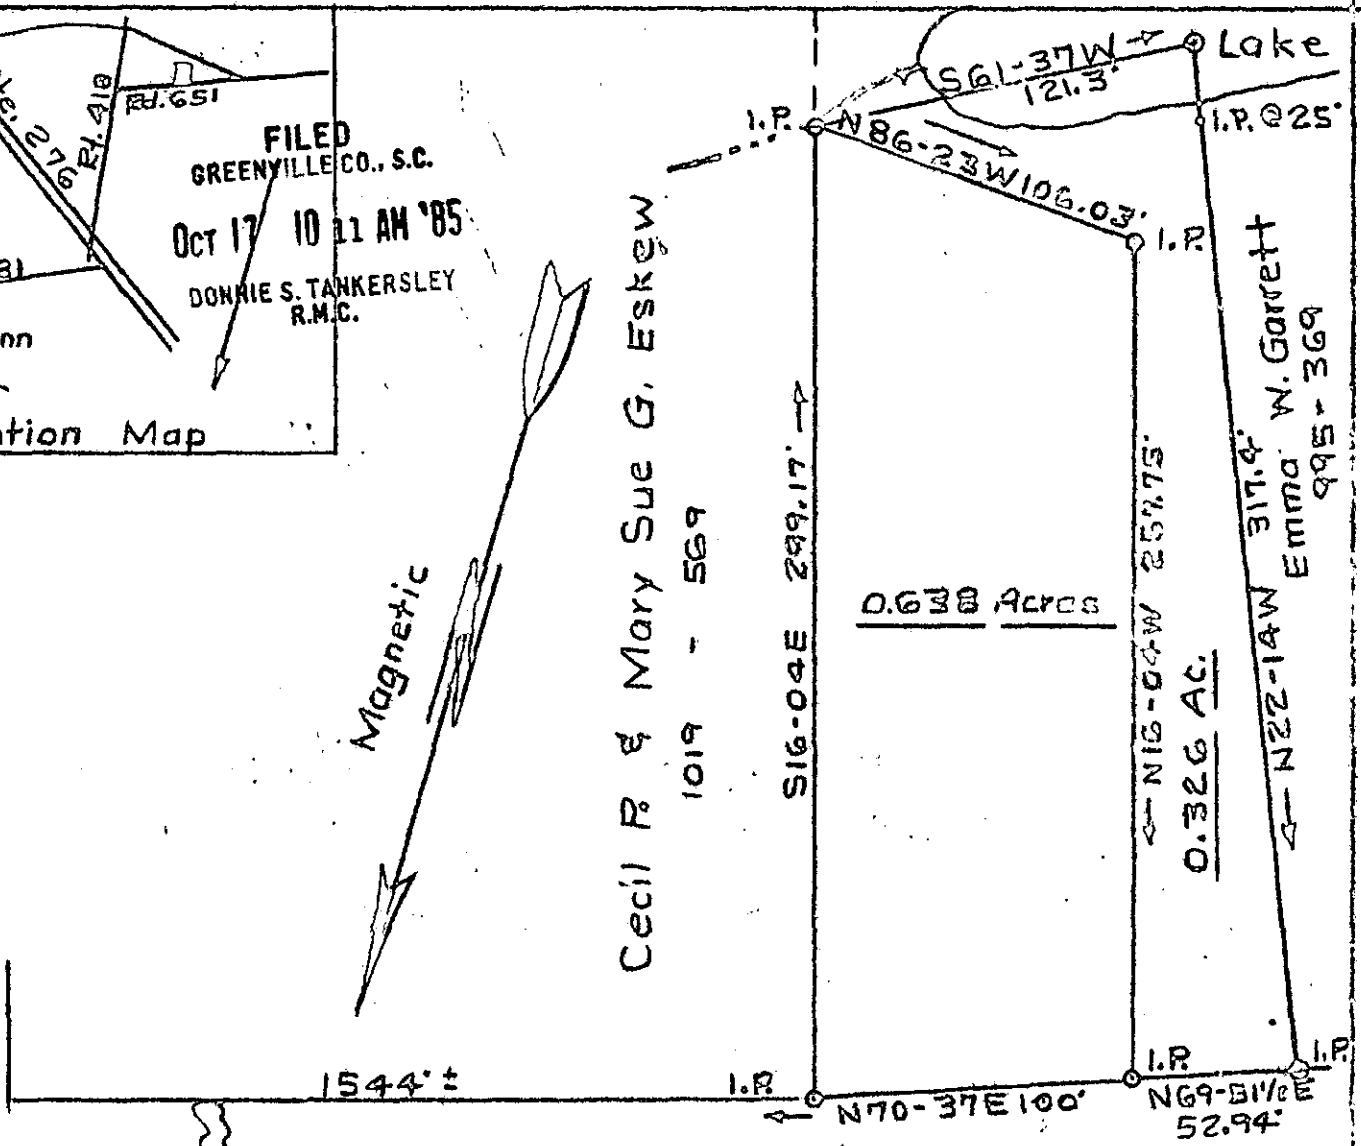 276
Rt. 418
Rd. 651
FILED
GREENVILLE CO., S.C.
OCT 17 10 11 AM '85
DONNIE S. TANKERSLEY
R.M.C.
Map
Magnetic
Cecil P. & Mary Sue G. Eskew
1019 - 569
S16-04E 299.17'
I.P.
S61-37W
121.3'
Lake
N86-23W 106.03'
I.P. @ 25'
I.P.
0.638 Acres
N16-04W 257.75'
0.326 Ac.
N22-14W 317.4'
Emma W. Garrett
995-369
1544' ±
I.P.
N70-37E 100'
I.P.
N69-31½E
52.94'
I.P.